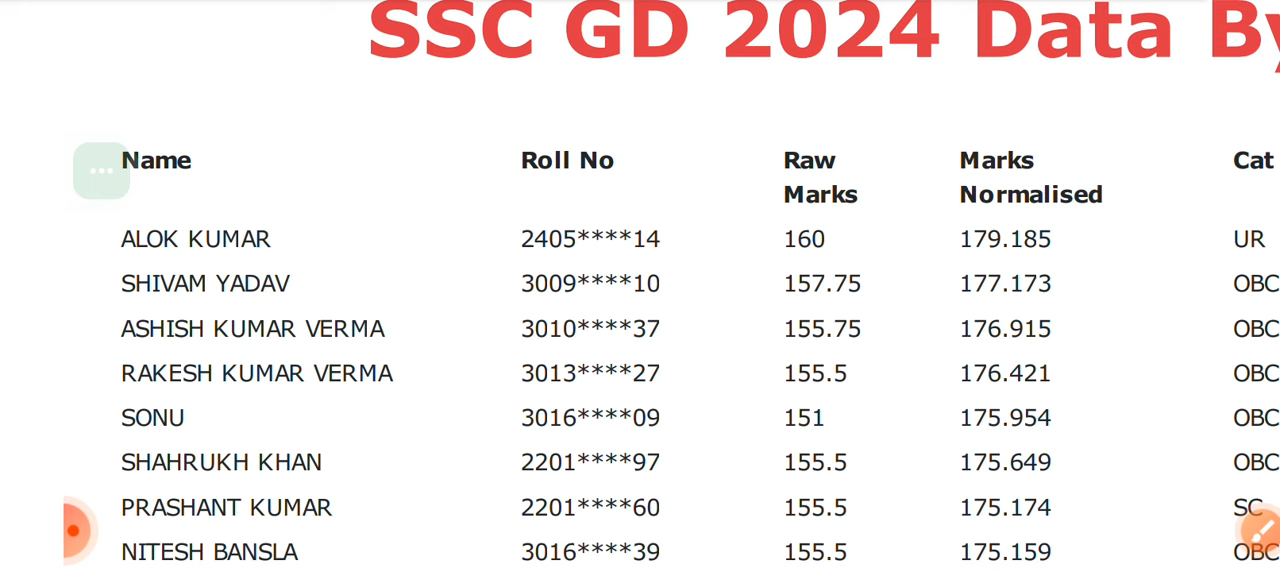 SSC GD 2024 Data By
Name Roll No Raw Marks Cat
Marks Normalised
ALOK KUMAR 2405****14 160 179.185 UR
SHIVAM YADAV 3009****10 157.75 177.173 OBC
ASHISH KUMAR VERMA 3010****37 155.75 176.915 OBC
RAKESH KUMAR VERMA 3013****27 155.5 176.421 OBC
SONU 3016****09 151 175.954 OBC
SHAHRUKH KHAN 2201****97 155.5 175.649 OBC
PRASHANT KUMAR 2201****60 155.5 175.174 SC
NITESH BANSLA 3016****39 155.5 175.159 OBC